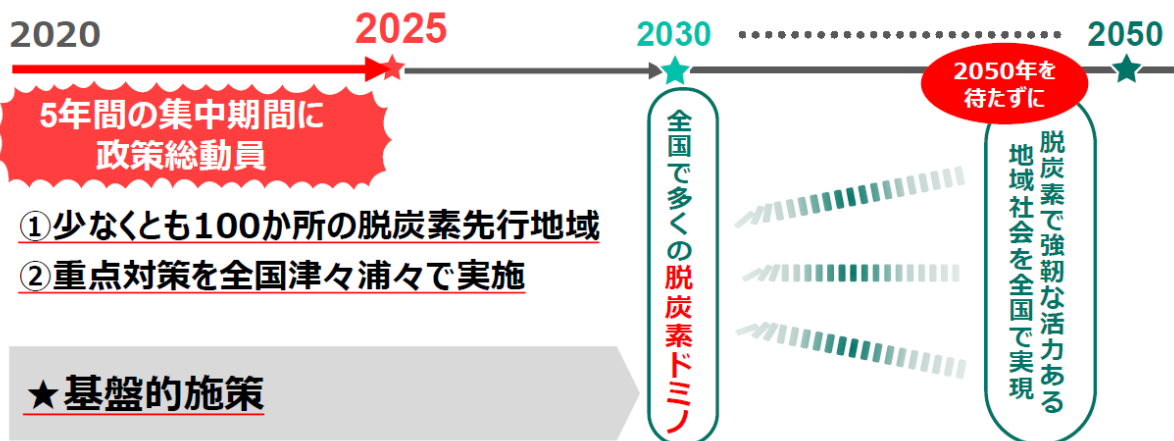 2020
2025
2030
2050
5年間の集中期間に
政策総動員
①少なくとも100か所の脱炭素先行地域
②重点対策を全国津々浦々で実施
★基盤的施策
全国で多くの脱炭素ドミノ
2050年を
待たずに
脱炭素で強靭な活力ある
地域社会を全国で実現